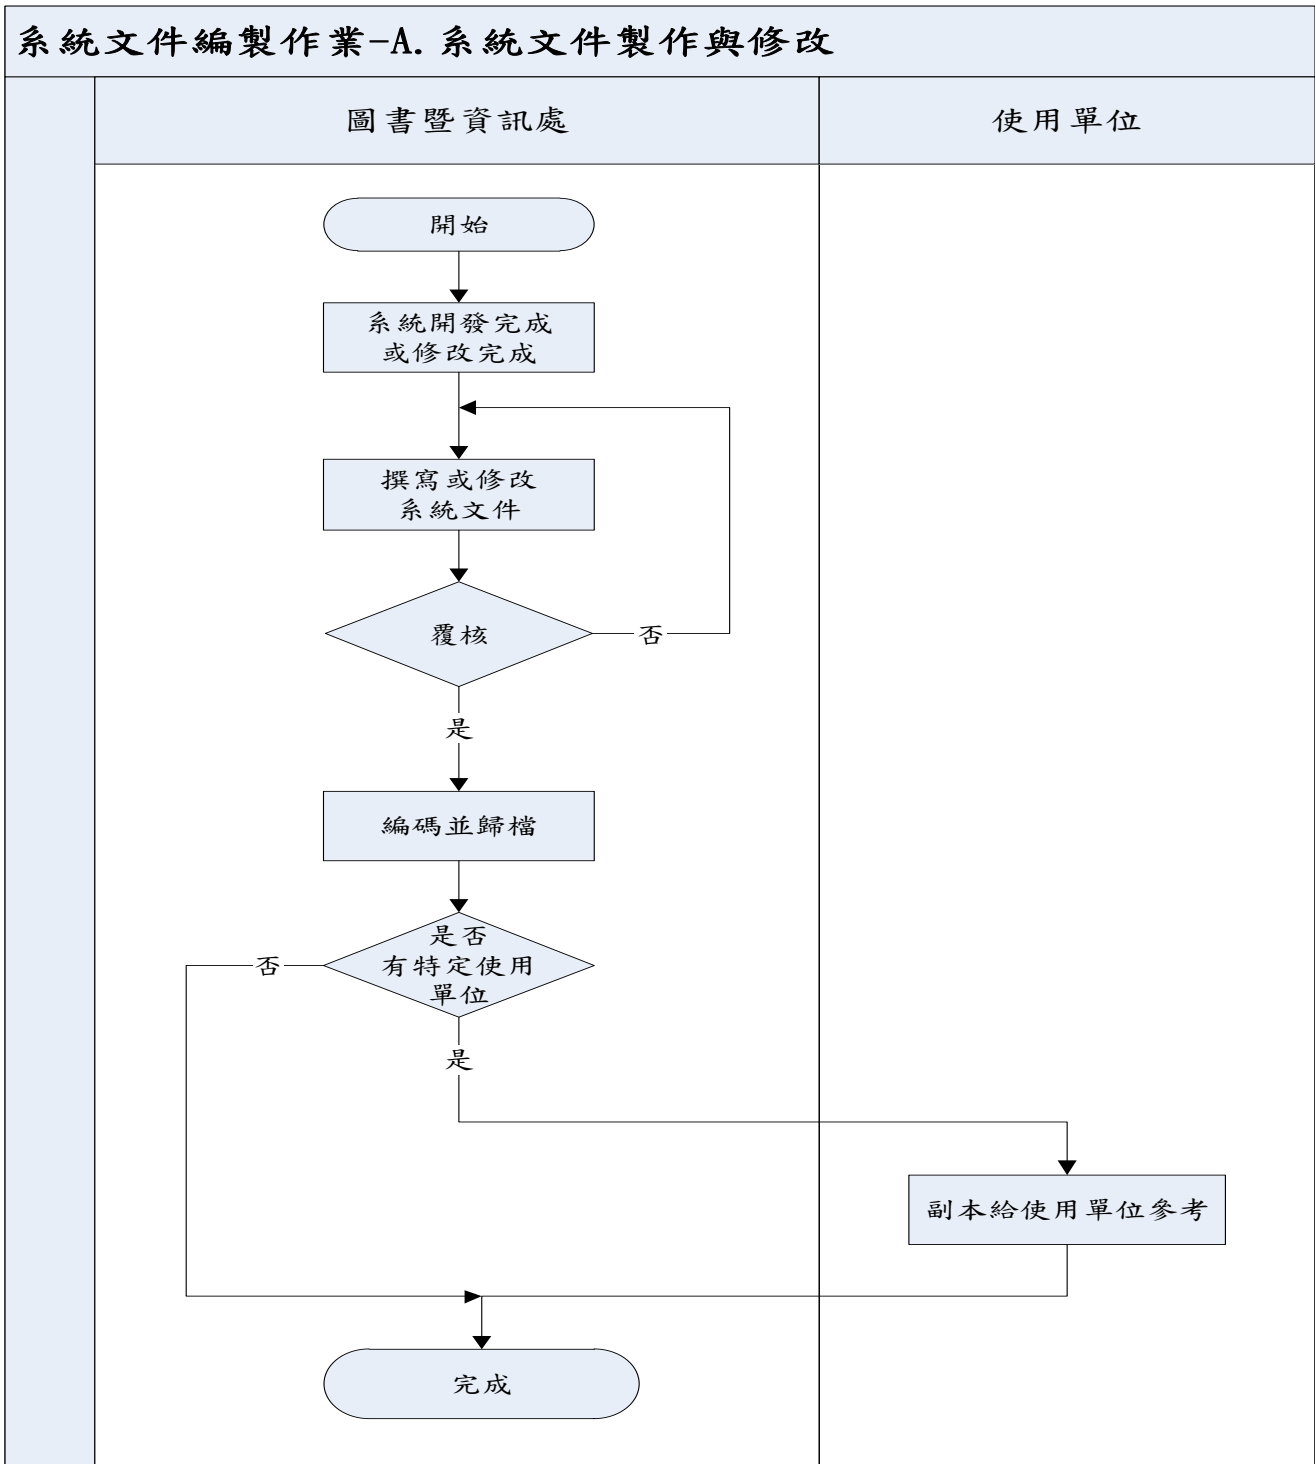 系統文件編製作業-A.系統文件製作與修改
圖書暨資訊處
使用單位
開始
系統開發完成
或修改完成
撰寫或修改
系統文件
覆核
否
是
編碼並歸檔
是否
有特定使用
單位
否
是
副本給使用單位參考
完成